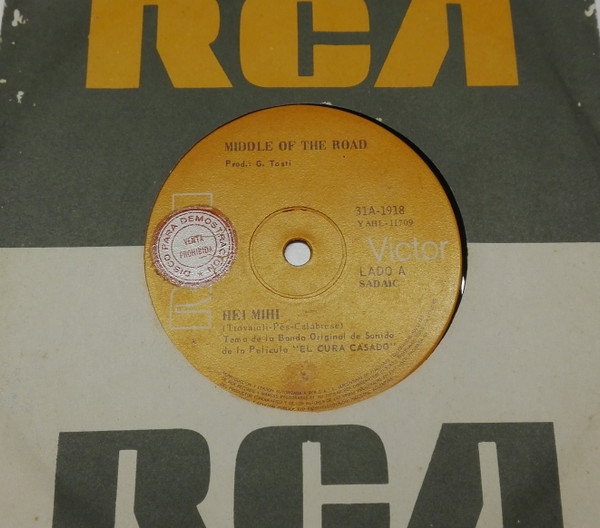 RCA
MIDDLE OF THE ROAD
Prod.: G. Tosti
31A-1918
YAHL-11709
Victor
LADO A
SADAIC
DISCO PARA DEMOSTRACION
VENTA
PROHIBIDA
HEI MIHI
(Trovaioli-Pes-Calabrese)
Tema de la Banda Original de Sonido
de la Película "EL CURA CASADO"
RCA